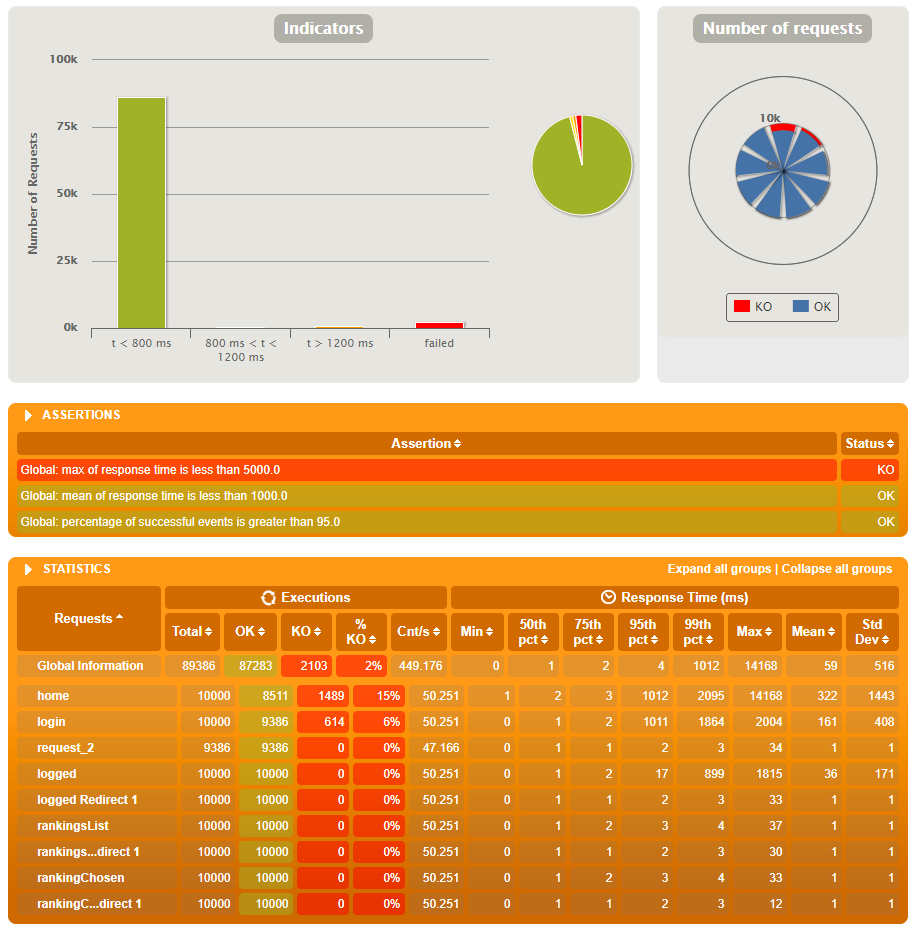 Indicators
100k
75k
50k
25k
0k
Number of Requests
t < 800 ms
800 ms < t <
1200 ms
t > 1200 ms
failed
Number of requests
10k
KO OK
ASSERTIONS
Assertion Status
Global: max of response time is less than 5000.0 KO
Global: mean of response time is less than 1000.0 OK
Global: percentage of successful events is greater than 95.0 OK
STATISTICS Expand all groups | Collapse all groups
Requests Executions Response Time (ms)
Total OK KO % KO Cnt/s Min 50th pct 75th pct 95th pct 99th pct Max Mean Std Dev
Global Information 89386 87283 2103 2% 449.176 0 1 2 4 1012 14168 59 516
home 10000 8511 1489 15% 50.251 1 2 3 1012 2095 14168 322 1443
login 10000 9386 614 6% 50.251 0 1 2 1011 1864 2004 161 408
request_2 9386 9386 0 0% 47.166 0 1 1 2 3 34 1 1
logged 10000 10000 0 0% 50.251 0 1 2 17 899 1815 36 171
logged Redirect 1 10000 10000 0 0% 50.251 0 1 1 2 3 33 1 1
rankingsList 10000 10000 0 0% 50.251 0 1 2 3 4 37 1 1
rankings...direct 1 10000 10000 0 0% 50.251 0 1 1 2 3 30 1 1
rankingChosen 10000 10000 0 0% 50.251 0 1 2 3 4 33 1 1
rankingC...direct 1 10000 10000 0 0% 50.251 0 1 1 2 3 12 1 1